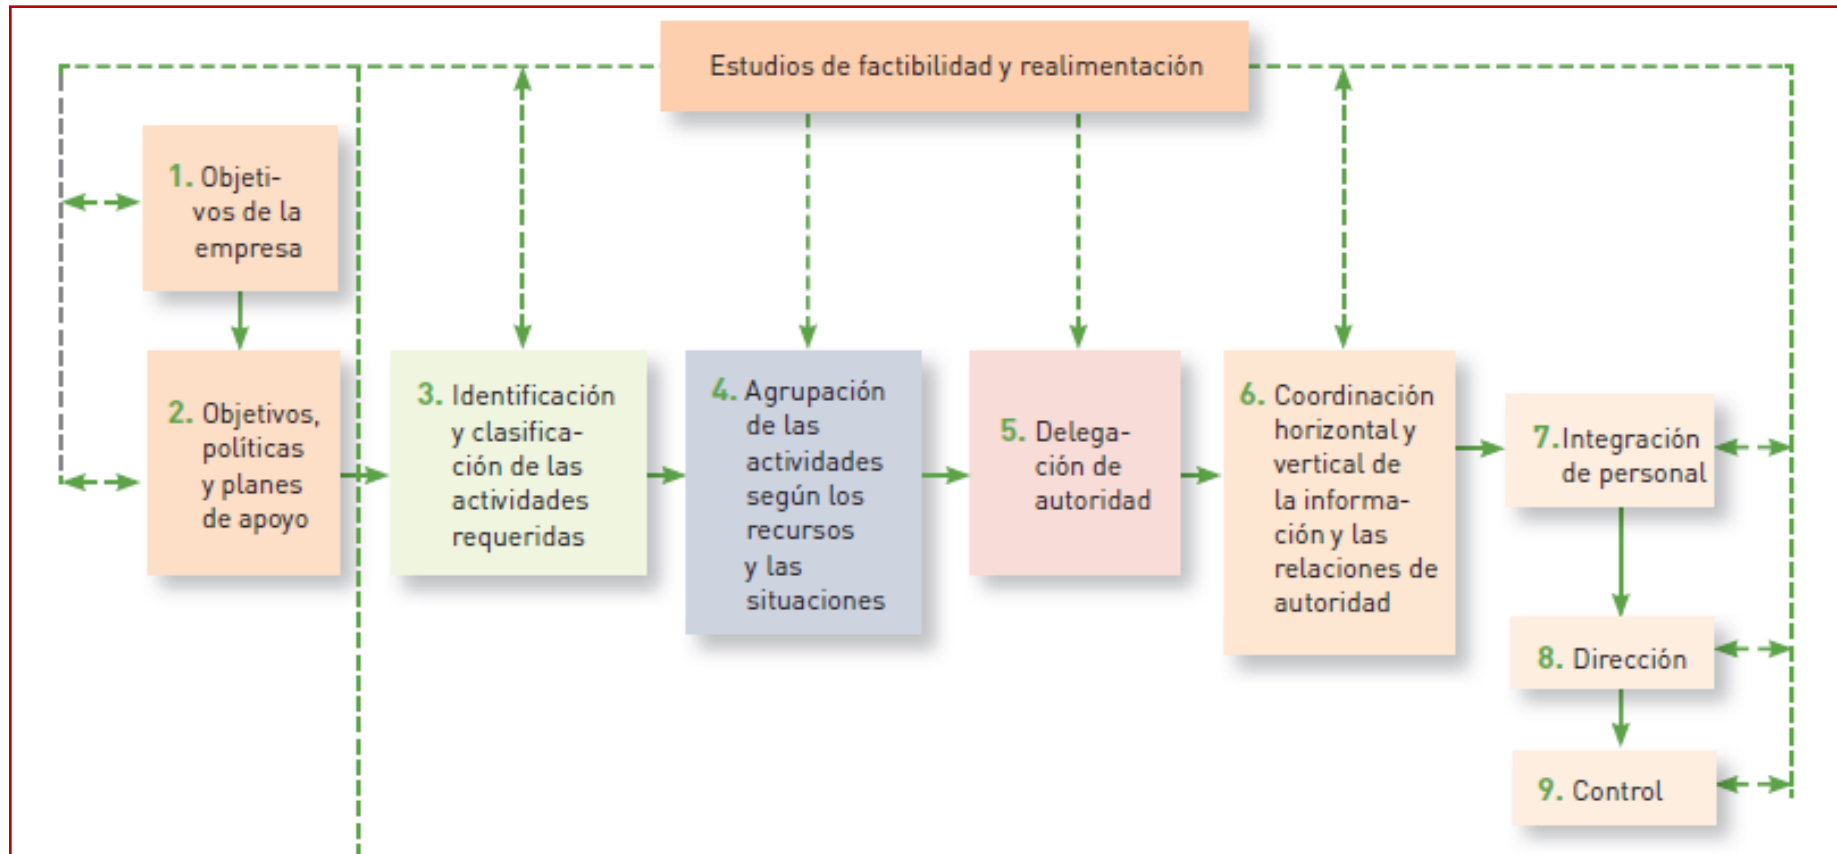 Estudios de factibilidad y realimentación
1. Objeti-
vos de la
empresa
2. Objetivos,
políticas
y planes
de apoyo
3. Identificación
y clasifica-
ción de las
actividades
requeridas
4. Agrupación
de las
actividades
según los
recursos
y las
situaciones
5. Delega-
ción de
autoridad
6. Coordinación
horizontal y
vertical de
la informa-
ción y las
relaciones de
autoridad
7. Integración
de personal
8. Dirección
9. Control